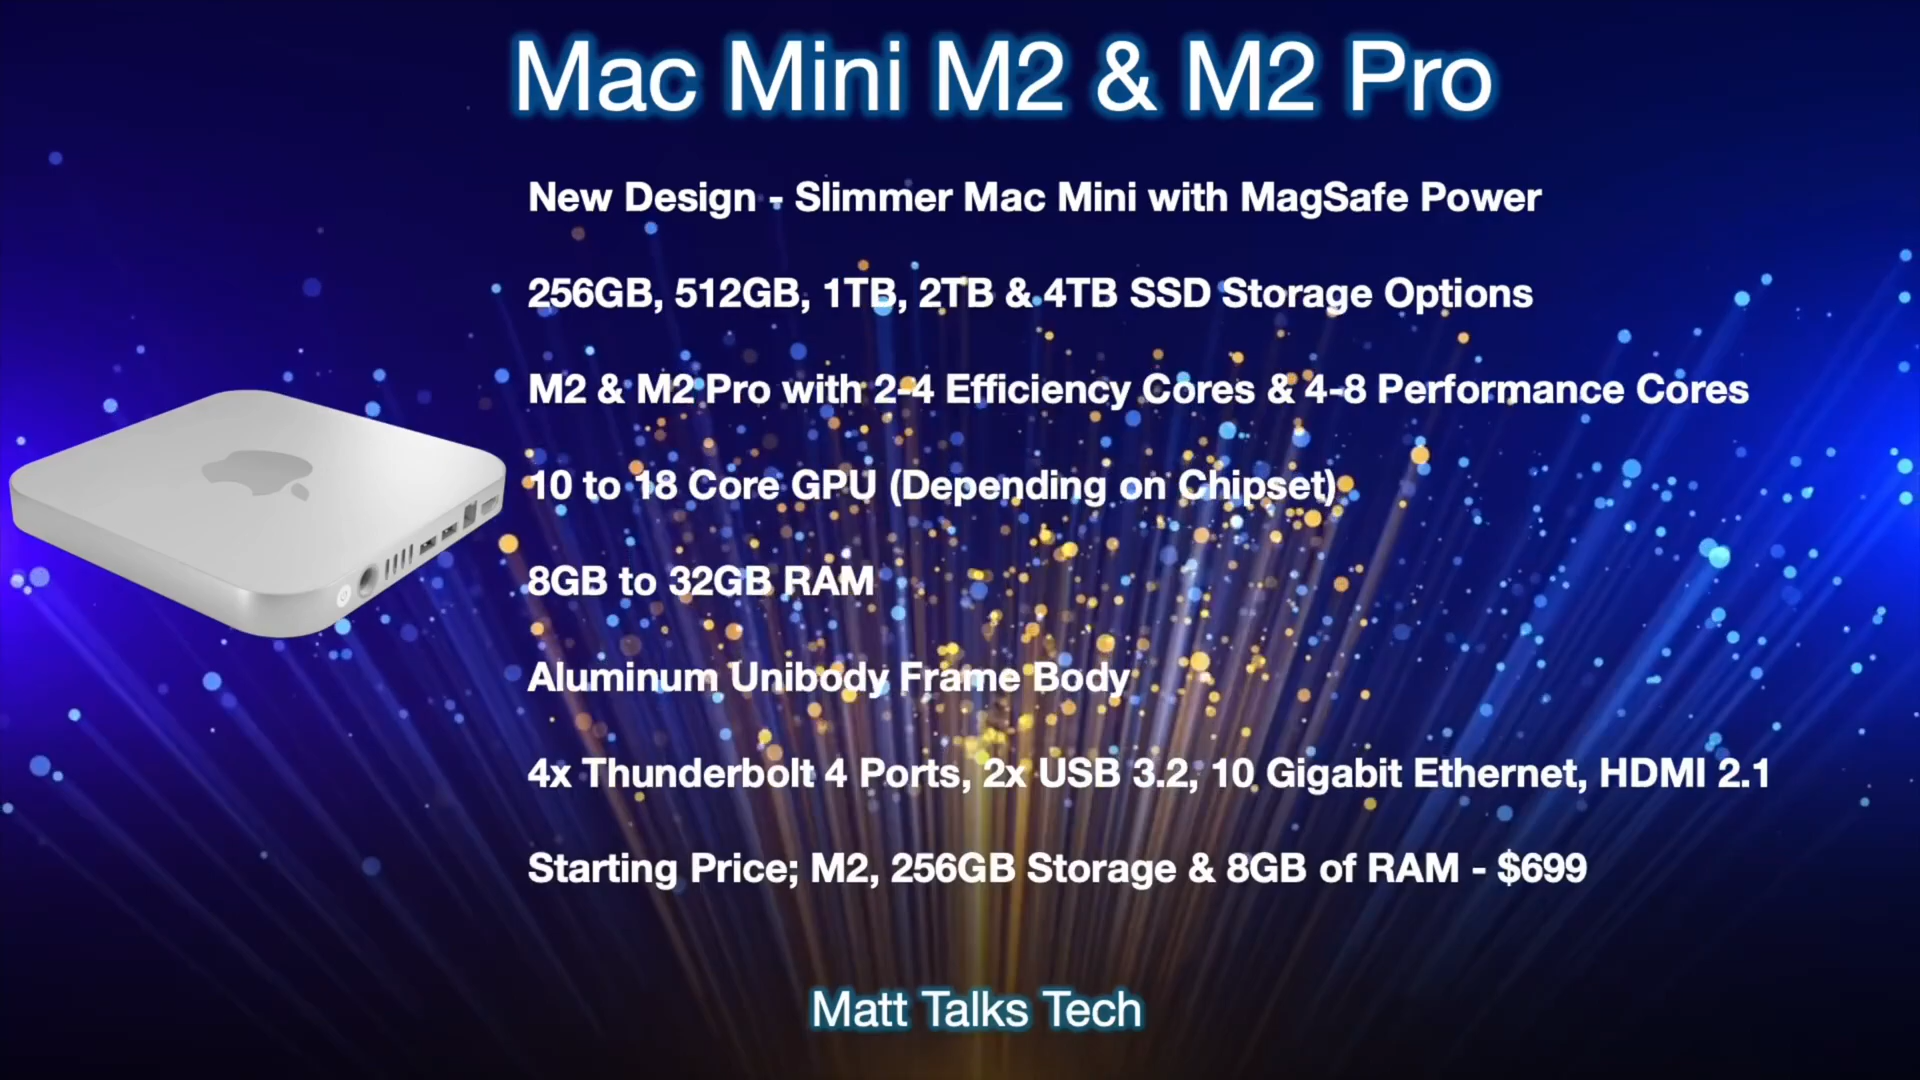 Mac Mini M2 & M2 Pro
New Design - Slimmer Mac Mini with MagSafe Power
256GB, 512GB, 1TB, 2TB & 4TB SSD Storage Options
M2 & M2 Pro with 2-4 Efficiency Cores & 4-8 Performance Cores
10 to 18 Core GPU (Depending on Chipset)
8GB to 32GB RAM
Aluminum Unibody Frame Body
4x Thunderbolt 4 Ports, 2x USB 3.2, 10 Gigabit Ethernet, HDMI 2.1
Starting Price; M2, 256GB Storage & 8GB of RAM - $699
Matt Talks Tech